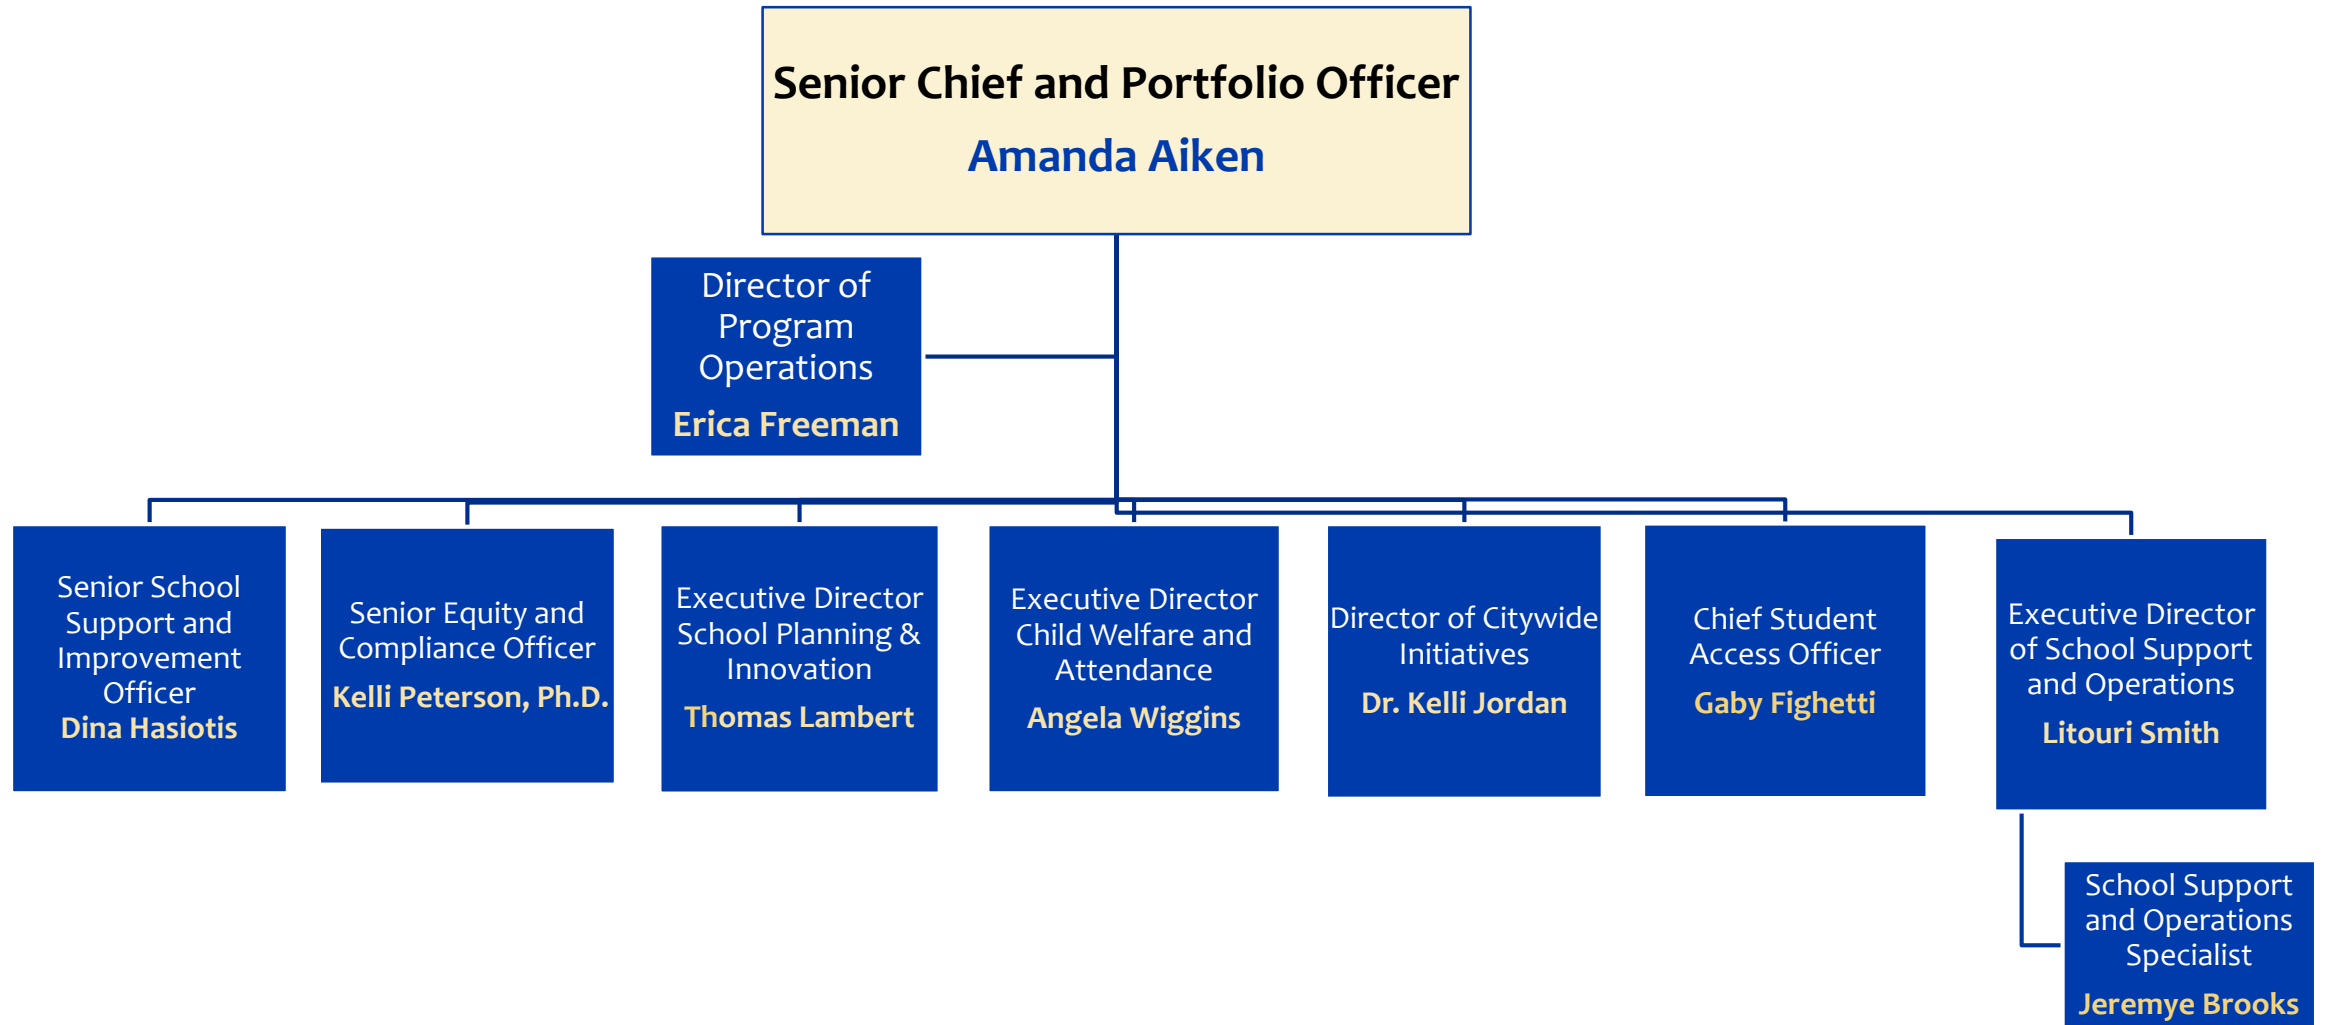 Senior Chief and Portfolio Officer
Amanda Aiken
Director of
Program
Operations
Erica Freeman
Senior School
Support and
Improvement
Officer
Dina Hasiotis
Senior Equity and
Compliance Officer
Kelli Peterson, Ph.D.
Executive Director
School Planning &
Innovation
Thomas Lambert
Executive Director
Child Welfare and
Attendance
Angela Wiggins
Director of Citywide
Initiatives
Dr. Kelli Jordan
Chief Student
Access Officer
Gaby Fighetti
Executive Director
of School Support
and Operations
Litouri Smith
School Support
and Operations
Specialist
Jeremye Brooks